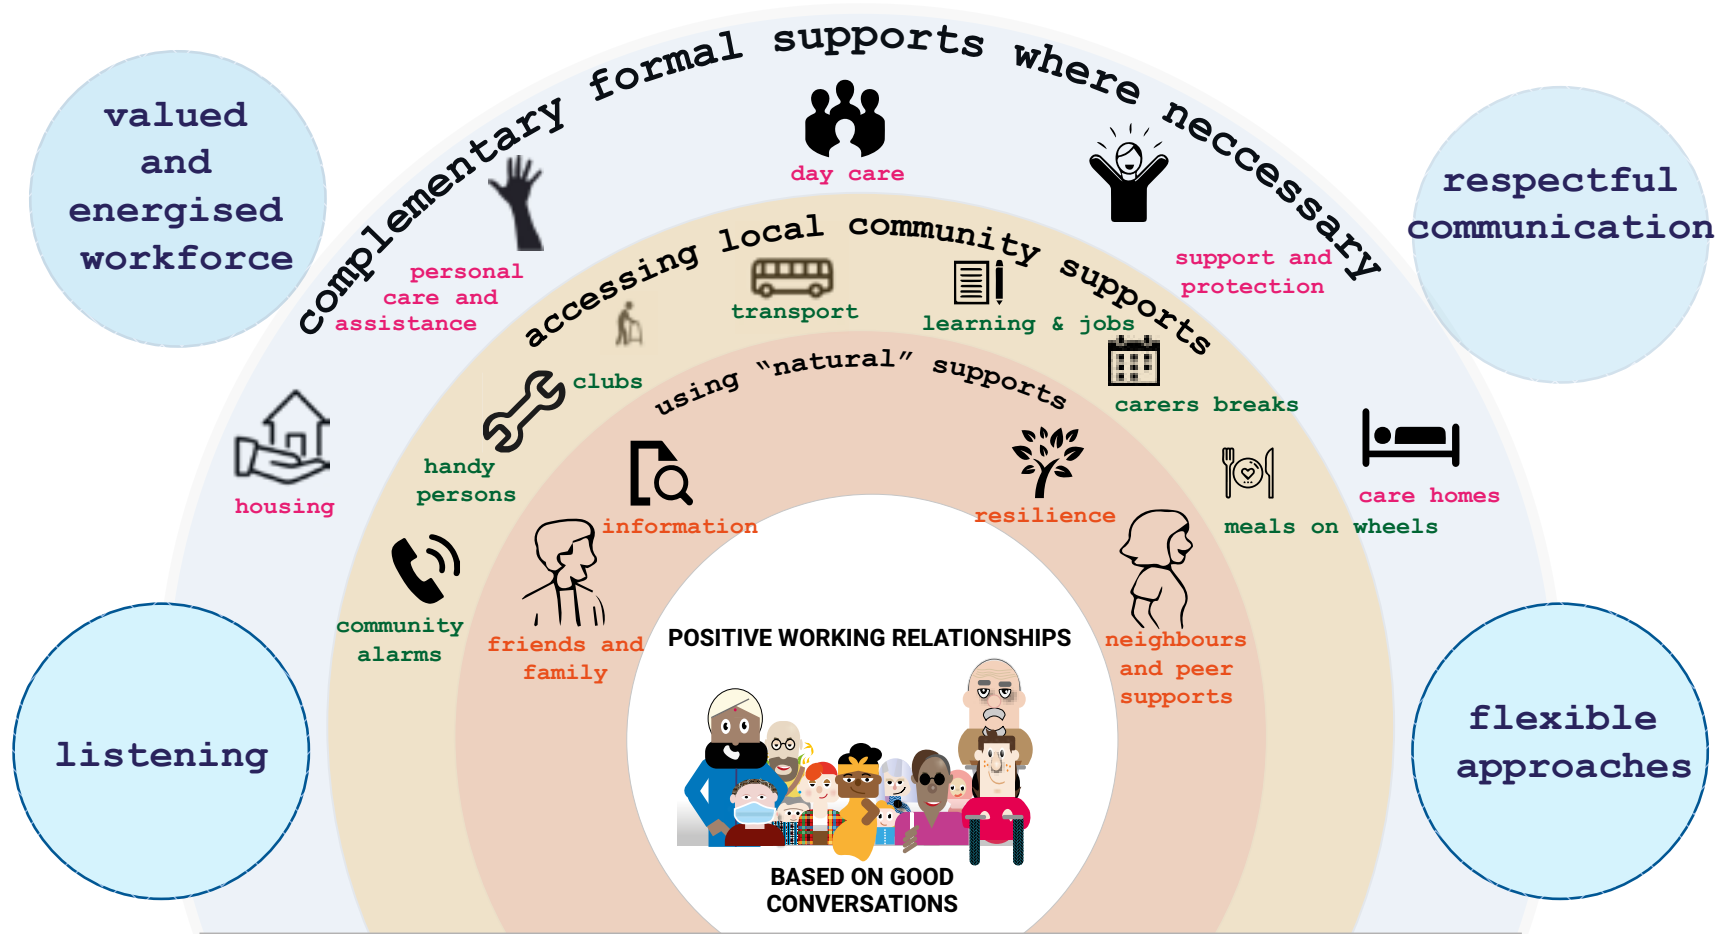 complementary formal supports where neccessary
valued
and
energised
workforce
respectful
communication
day care
personal
care and
assistance
support and
protection
housing
care homes
accessing local community supports
transport
learning & jobs
clubs
carers breaks
handy
persons
meals on wheels
community
alarms
using “natural” supports
information
resilience
friends and
family
neighbours
and peer
supports
POSITIVE WORKING RELATIONSHIPS
BASED ON GOOD
CONVERSATIONS
listening
flexible
approaches